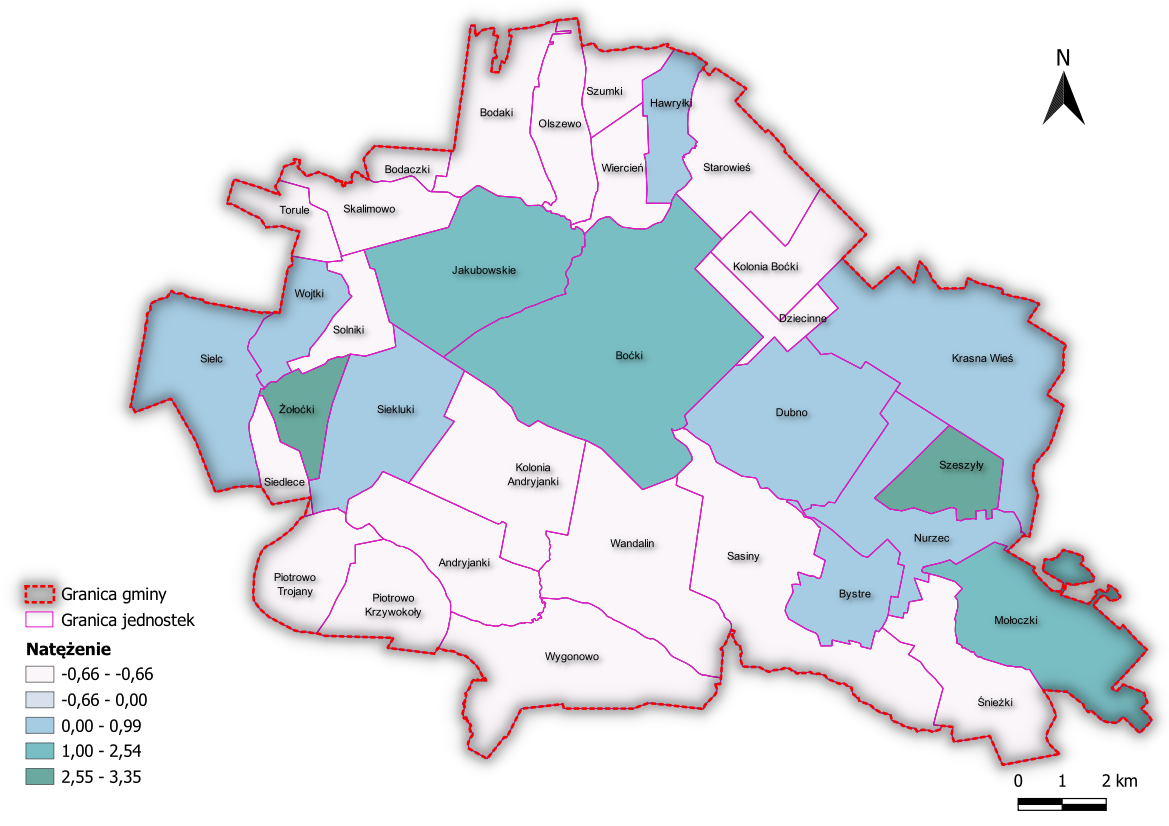 N
Szumki
Hawryłki
Bodaki
Olszewo
Bodaczki
Wiercień
Starowieś
Torule
Skalimowo
Jakubowskie
Kolonia Boćki
Wojtki
Dziecinne
Solniki
Sielc
Boćki
Krasna Wieś
Żołoćki
Siekluki
Dubno
Szeszyły
Kolonia
Andryjanki
Siedlece
Nurzec
Wandalin
Sasiny
Andryjanki
Piotrowo
Trojany
Piotrowo
Krzywokoły
Bystre
Mołoczki
Wygonowo
Śnieżki
Granica gminy
Granica jednostek
Natężenie
-0,66 - -0,66
-0,66 - 0,00
0,00 - 0,99
1,00 - 2,54
2,55 - 3,35
0 1 2 km